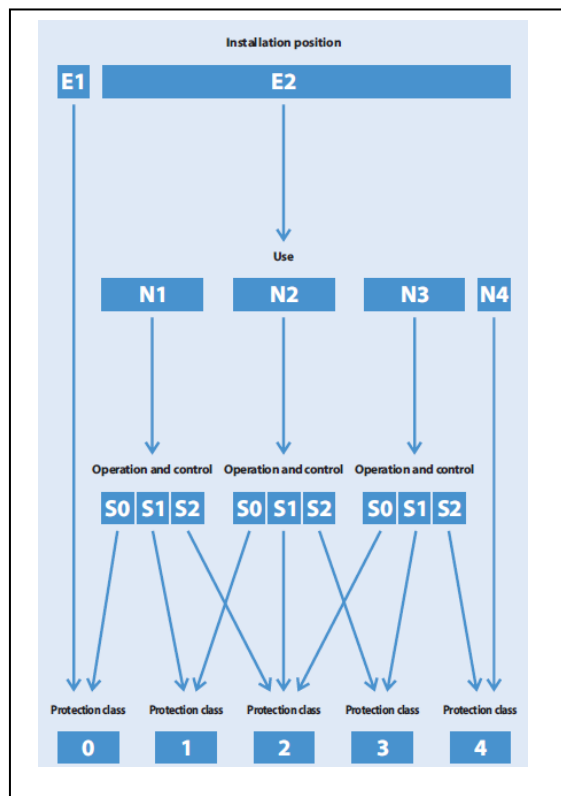 Installation position
E1 E2
Use
N1 N2 N3 N4
Operation and control Operation and control Operation and control
S0 S1 S2 S0 S1 S2 S0 S1 S2
Protection class Protection class Protection class Protection class Protection class
0 1 2 3 4